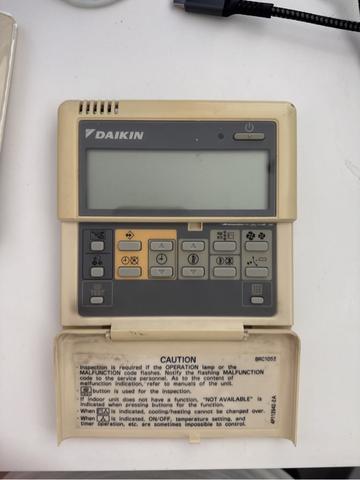 DAIKIN
TEST
CAUTION
BRC1C52
· Inspection is required if the OPERATION lamp or the
MALFUNCTION code flashes. Notify the flashing MALFUNCTION
code to the service personnel. As to the content of
malfunction indication, refer to manuals of the unit.
· button is used for the inspection.
· If indoor unit does not have a function, "NOT AVAILABLE" is
indicated when pressing buttons for the function.
· When is indicated, cooling/heating cannot be changed over.
· When is indicated, ON/OFF, temperature setting, and
timer operation, etc. are sometimes impossible to control.